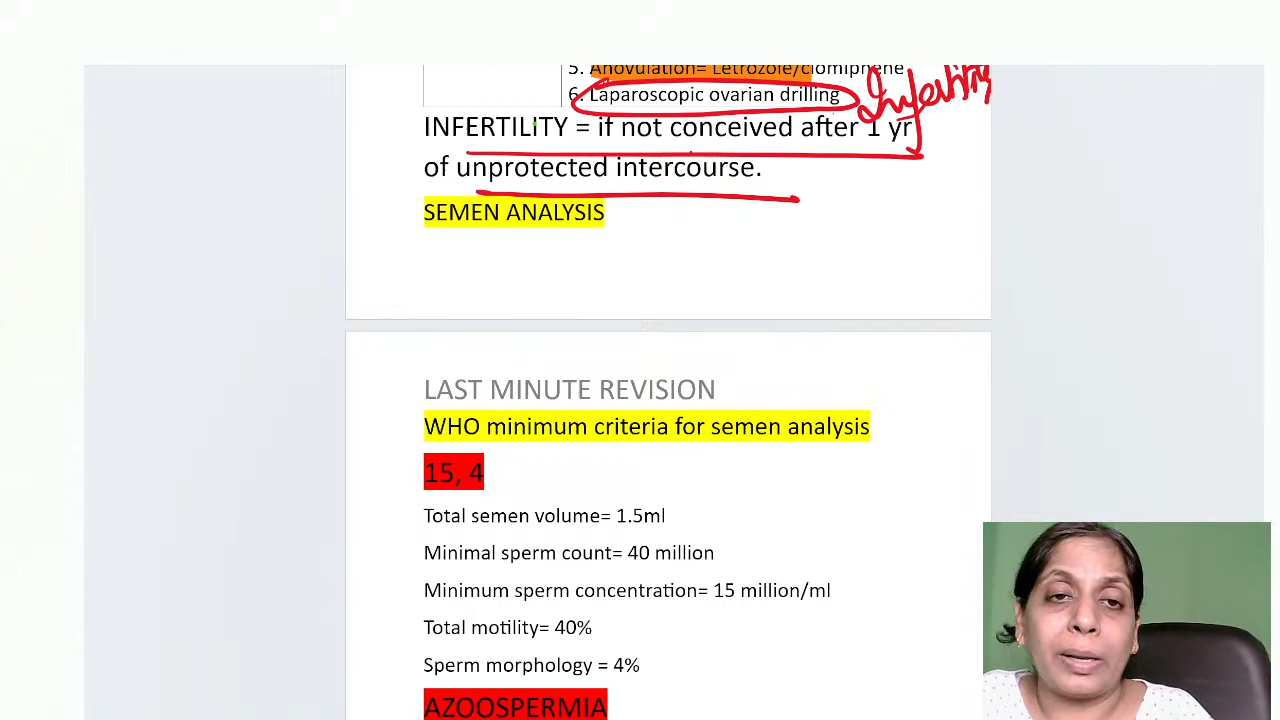 5. Anovulation= Letrozole/clomiphene
6. Laparoscopic ovarian drilling
Infertility
INFERTILITY = if not conceived after 1 yr
of unprotected intercourse.
SEMEN ANALYSIS
LAST MINUTE REVISION
WHO minimum criteria for semen analysis
15, 4
Total semen volume= 1.5ml
Minimal sperm count= 40 million
Minimum sperm concentration= 15 million/ml
Total motility= 40%
Sperm morphology = 4%
AZOOSPERMIA